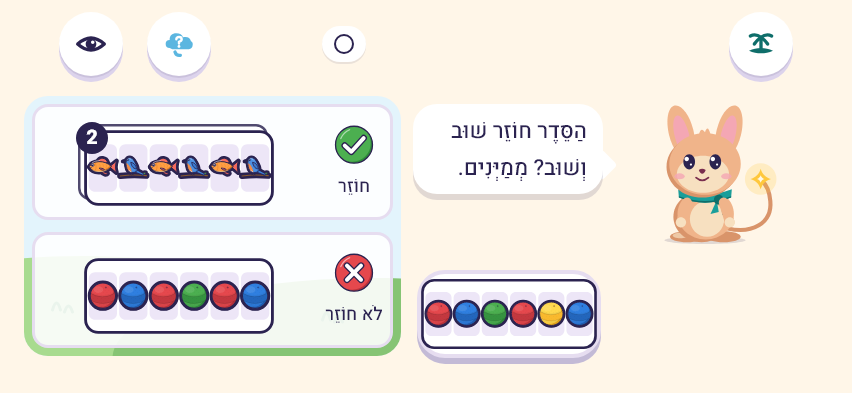 הַסֵּדֶר חוֹזֵר שׁוּב
וְשׁוּב? מְמַיְּנִים.
2
חוֹזֵר
לֹא חוֹזֵר
?